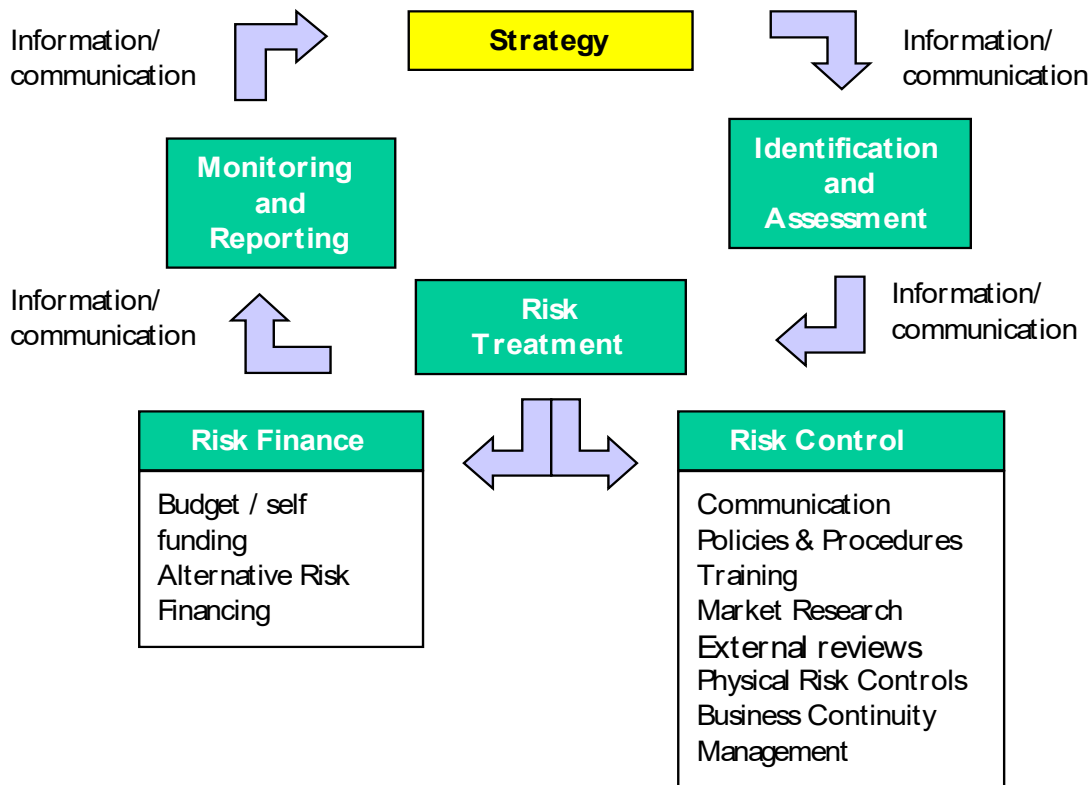 Strategy
Information/
communication
Information/
communication
Monitoring
and
Reporting
Identification
and
Assessment
Information/
communication
Risk
Treatment
Information/
communication
Risk Finance
Budget / self
funding
Alternative Risk
Financing
Risk Control
Communication
Policies & Procedures
Training
Market Research
External reviews
Physical Risk Controls
Business Continuity
Management